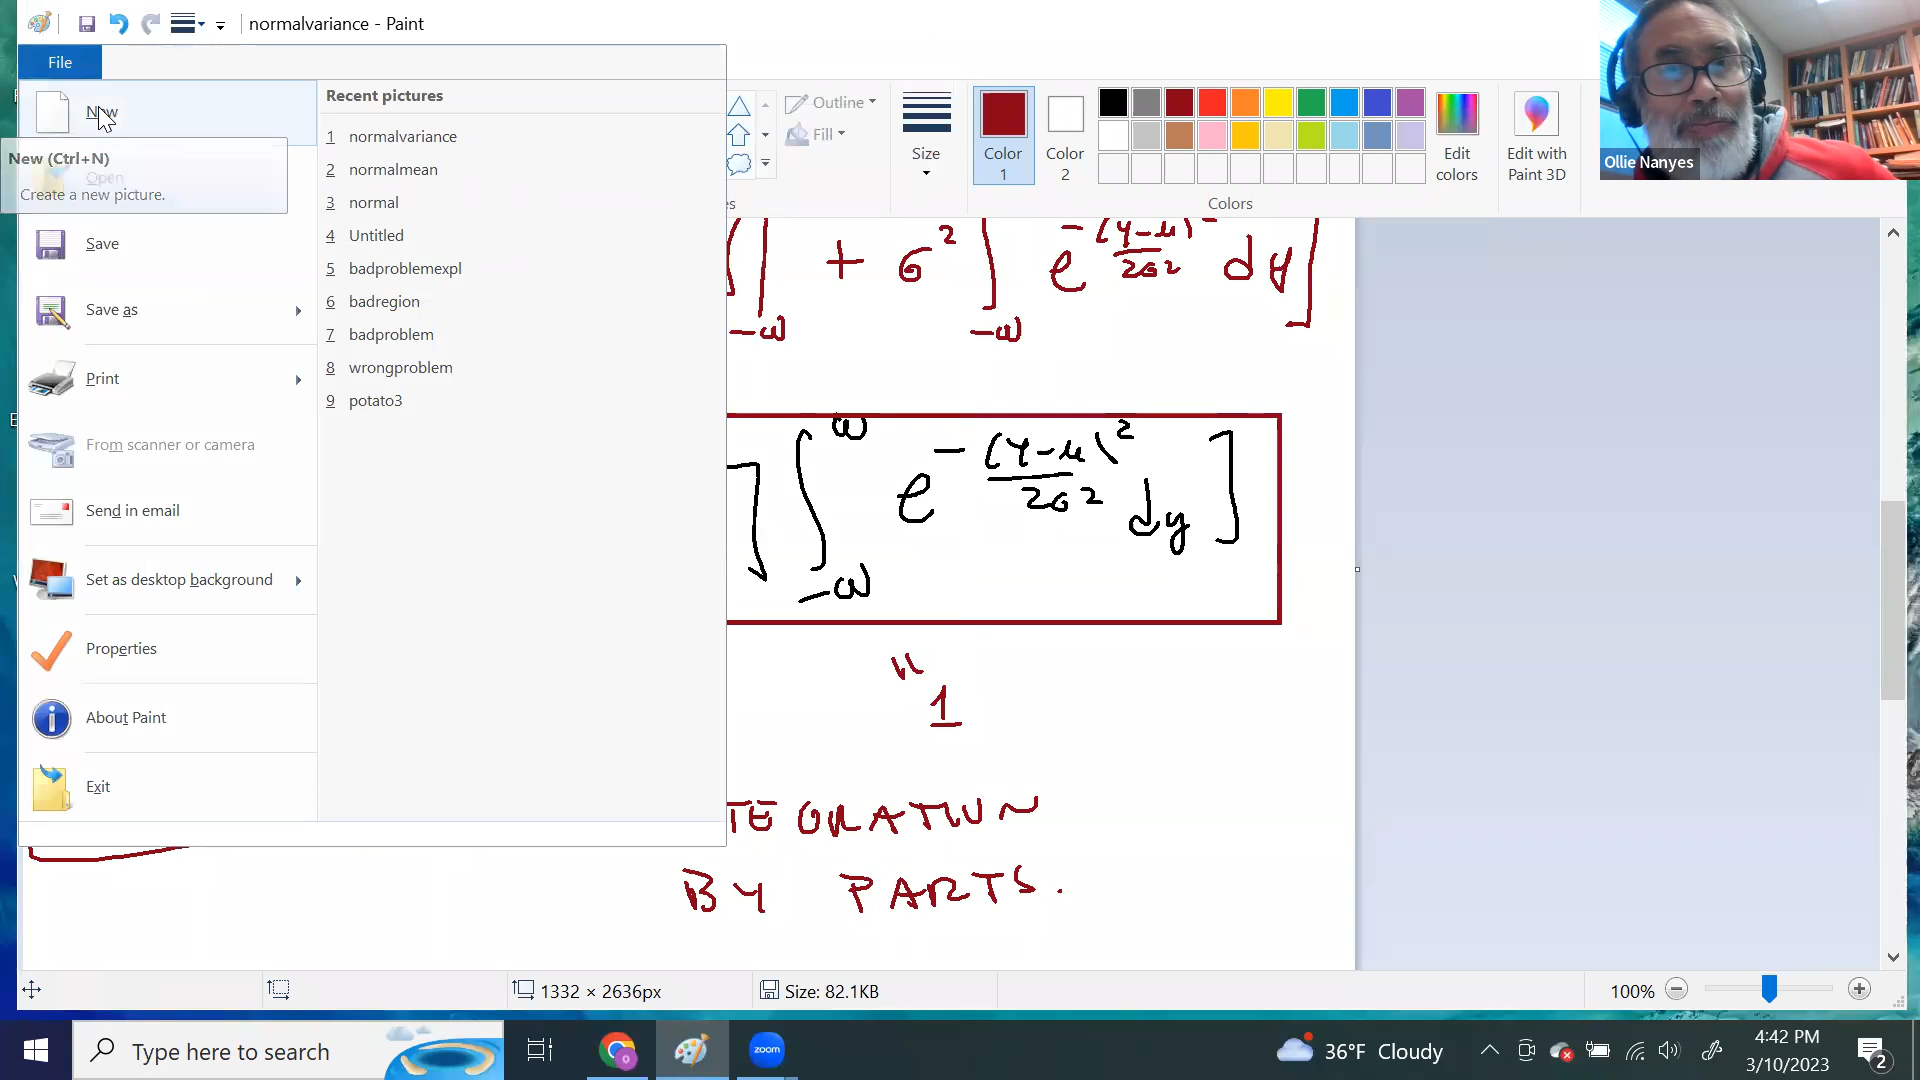 normalvariance - Paint
File
New
New (Ctrl+N)
Open
Create a new picture.
Save
Save as
Print
From scanner or camera
Send in email
Set as desktop background
Properties
About Paint
Exit
Recent pictures
1 normalvariance
2 normalmean
3 normal
4 Untitled
5 badproblemexpl
6 badregion
7 badproblem
8 wrongproblem
9 potato3
Outline
Fill
es
Size
Color 1
Color 2
Edit colors
Edit with Paint 3D
Colors
Ollie Nanyes
+ σ² ∫ e^{-(y-μ)²/2σ²} dy ]
-∞ -∞
∞
∫ e^{-(y-μ)²/2σ²} dy ]
-∞
" 1
TEGRATION
BY PARTS.
1332 × 2636px
Size: 82.1KB
100%
Type here to search
zoom
36°F Cloudy
4:42 PM
3/10/2023
2